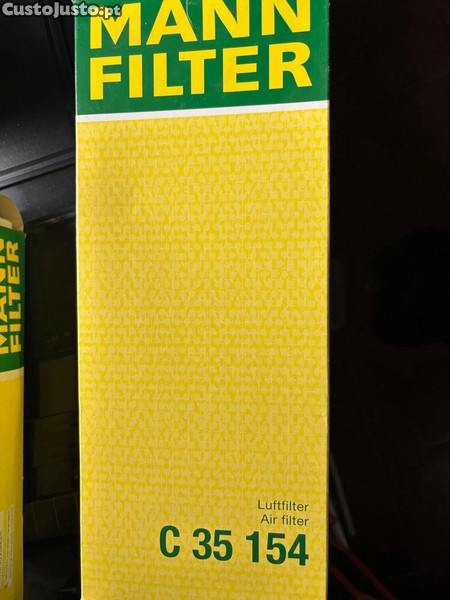 CustoJusto.pt
MANN
FILTER
MANN
FILTER
Luftfilter
Air filter
C 35 154